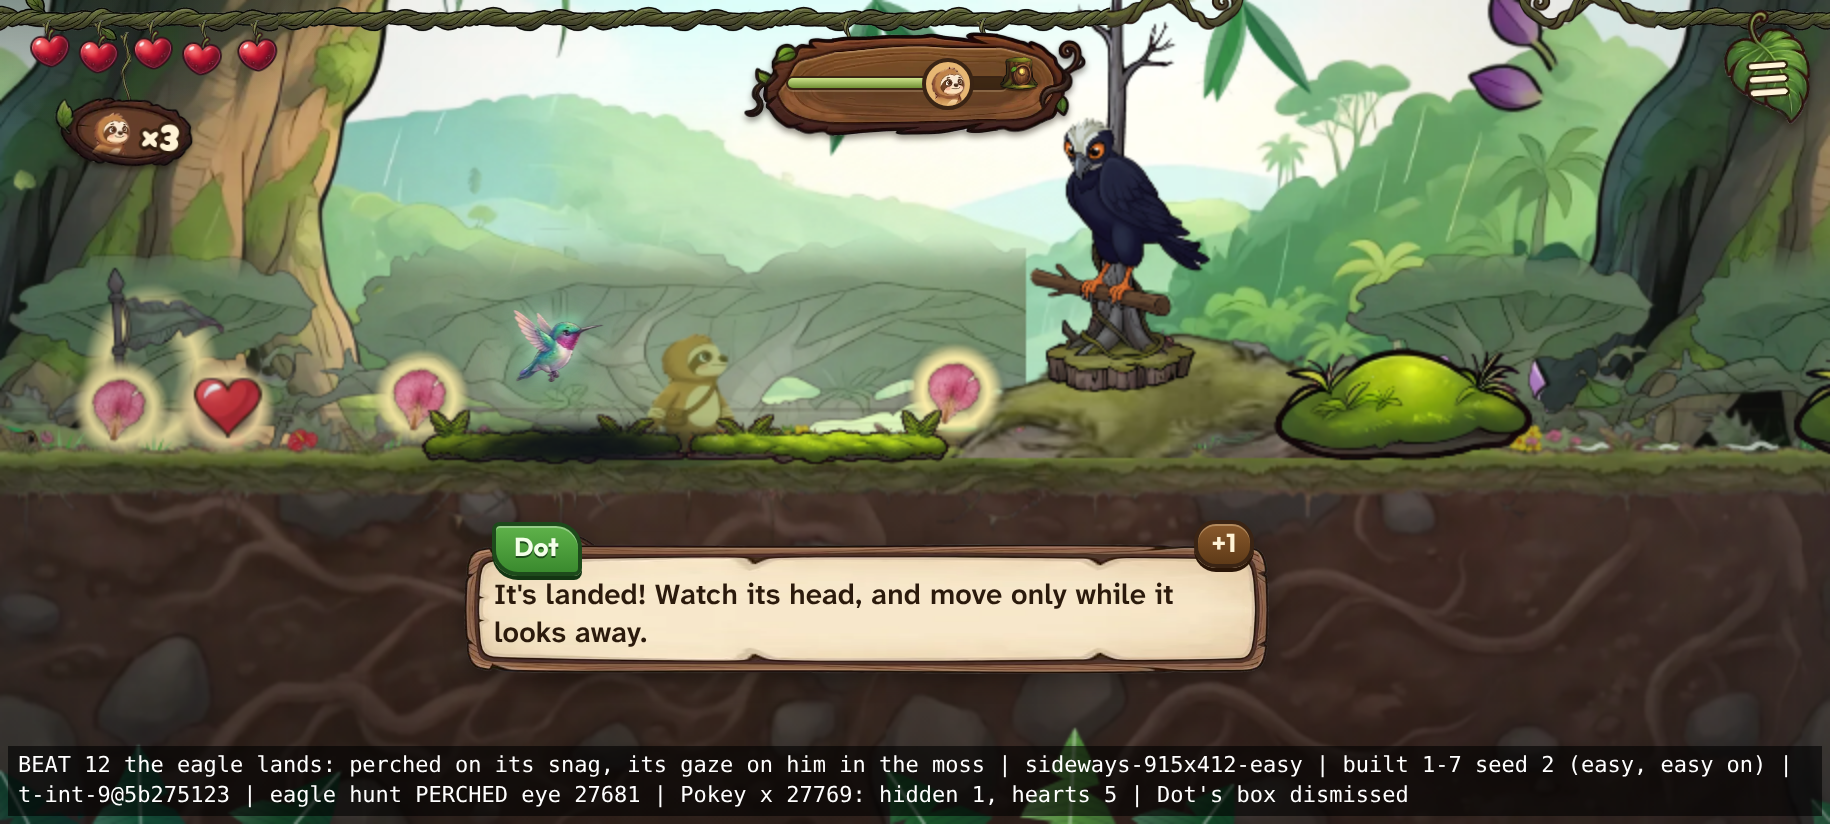 x3
Dot
+1
It's landed! Watch its head, and move only while it
looks away.
BEAT 12 the eagle lands: perched on its snag, its gaze on him in the moss | sideways-915x412-easy | built 1-7 seed 2 (easy, easy on) |
t-int-9@5b275123 | eagle hunt PERCHED eye 27681 | Pokey x 27769: hidden 1, hearts 5 | Dot's box dismissed